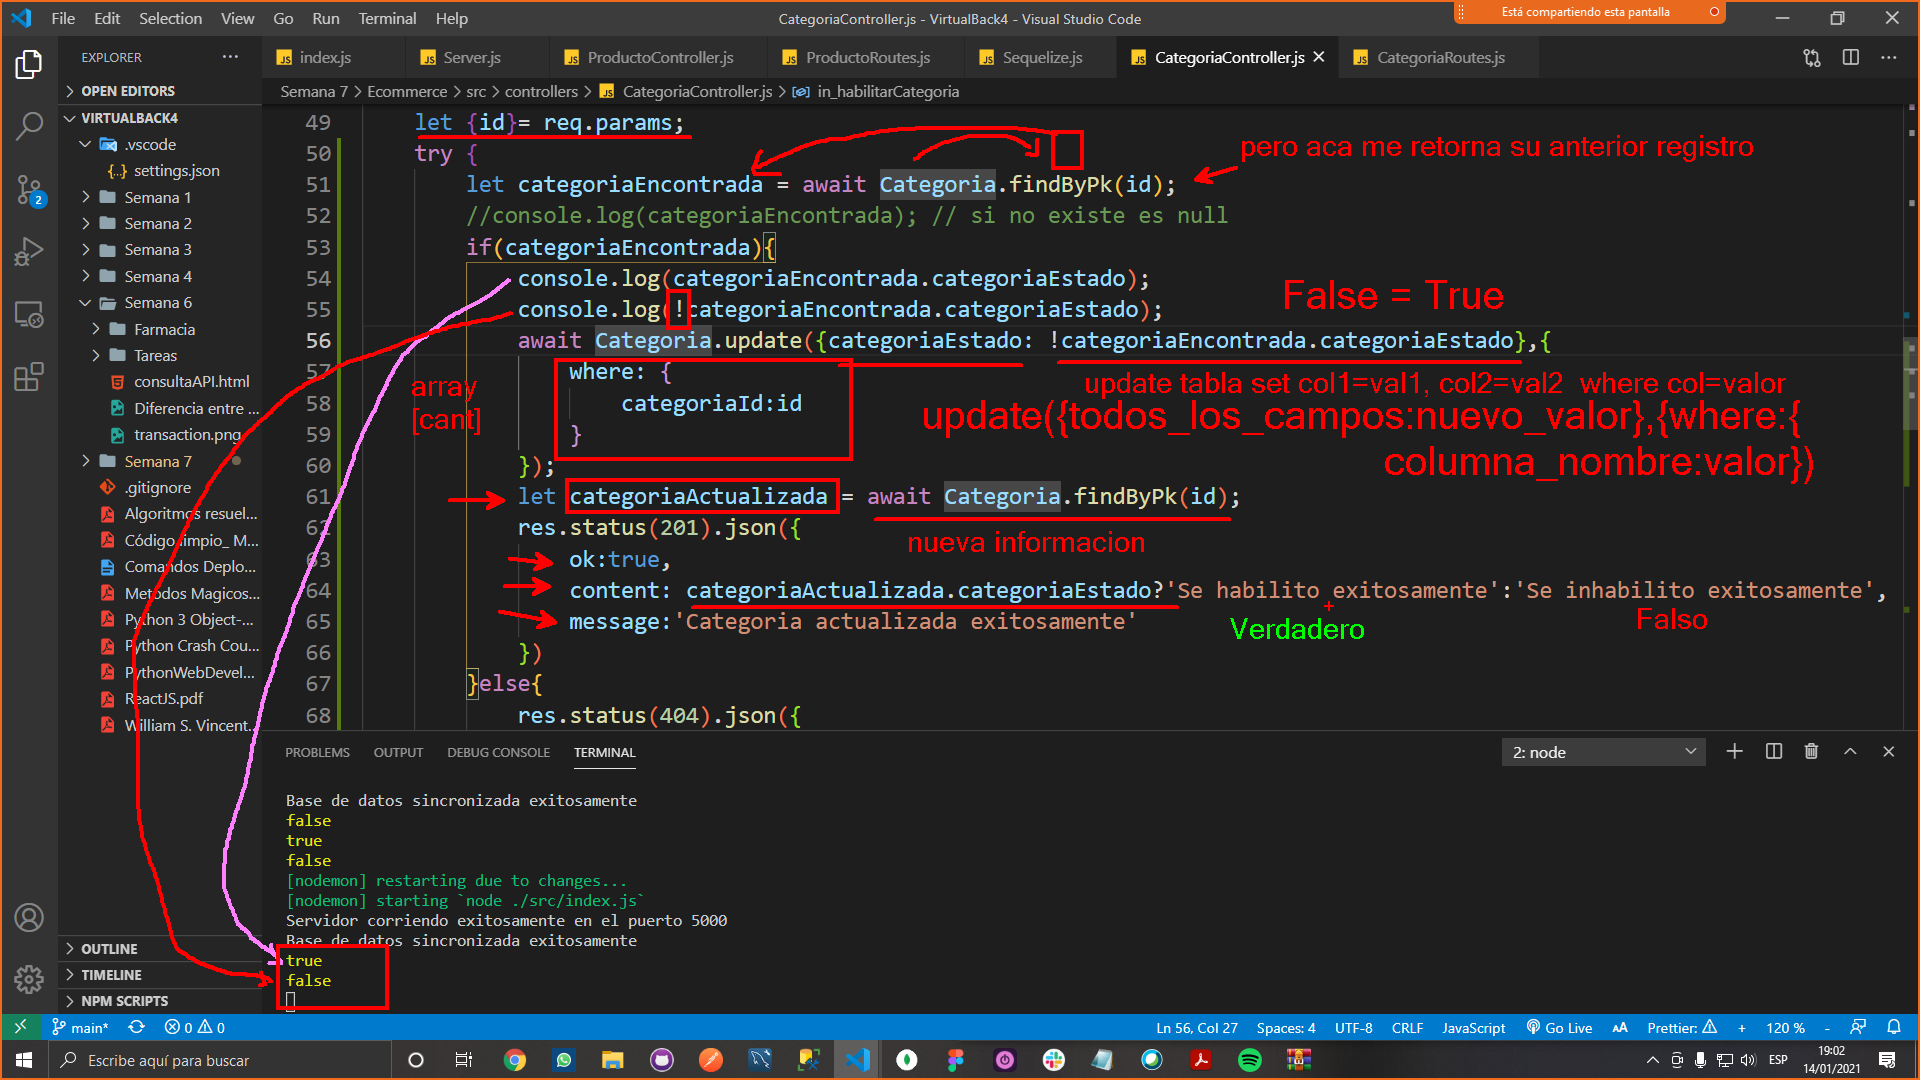 File Edit Selection View Go Run Terminal Help
CategoriaController.js - VirtualBack4 - Visual Studio Code
Está compartiendo esta pantalla
EXPLORER
index.js Server.js ProductoController.js ProductoRoutes.js Sequelize.js CategoriaController.js CategoriaRoutes.js
Semana 7 > Ecommerce > src > controllers > CategoriaController.js > in_habilitarCategoria
OPEN EDITORS
VIRTUALBACK4
.vscode
settings.json
Semana 1
Semana 2
Semana 3
Semana 4
Semana 6
Farmacia
Tareas
consultaAPI.html
Diferencia entre ...
transaction.png
Semana 7
.gitignore
Algoritmos resuel...
Código limpio_ M...
Comandos Deplo...
Metodos Magicos...
Python 3 Object-...
Python Crash Cou...
PythonWebDevel...
ReactJS.pdf
William S. Vincent...
OUTLINE
TIMELINE
NPM SCRIPTS
49 let {id}= req.params;
50 try {
pero aca me retorna su anterior registro
51 let categoriaEncontrada = await Categoria.findByPk(id);
52 //console.log(categoriaEncontrada); // si no existe es null
53 if(categoriaEncontrada){
54 console.log(categoriaEncontrada.categoriaEstado);
False = True
55 console.log(!categoriaEncontrada.categoriaEstado);
56 await Categoria.update({categoriaEstado: !categoriaEncontrada.categoriaEstado},{
57 where: {
array
[cant]
update tabla set col1=val1, col2=val2 where col=valor
58 categoriaId:id
update({todos_los_campos:nuevo_valor},{where:{
59 }
columna_nombre:valor})
60 });
61 let categoriaActualizada = await Categoria.findByPk(id);
62 res.status(201).json({
nueva informacion
63 ok:true,
64 content: categoriaActualizada.categoriaEstado?'Se habilito exitosamente':'Se inhabilito exitosamente',
65 message:'Categoria actualizada exitosamente'
Verdadero
Falso
66 })
67 }else{
68 res.status(404).json({
PROBLEMS OUTPUT DEBUG CONSOLE TERMINAL
2: node
Base de datos sincronizada exitosamente
false
true
false
[nodemon] restarting due to changes...
[nodemon] starting `node ./src/index.js`
Servidor corriendo exitosamente en el puerto 5000
Base de datos sincronizada exitosamente
true
false
main* 0 0
Ln 56, Col 27 Spaces: 4 UTF-8 CRLF JavaScript Go Live Prettier: + 120 % -
2
Escribe aquí para buscar
ESP
19:02
14/01/2021